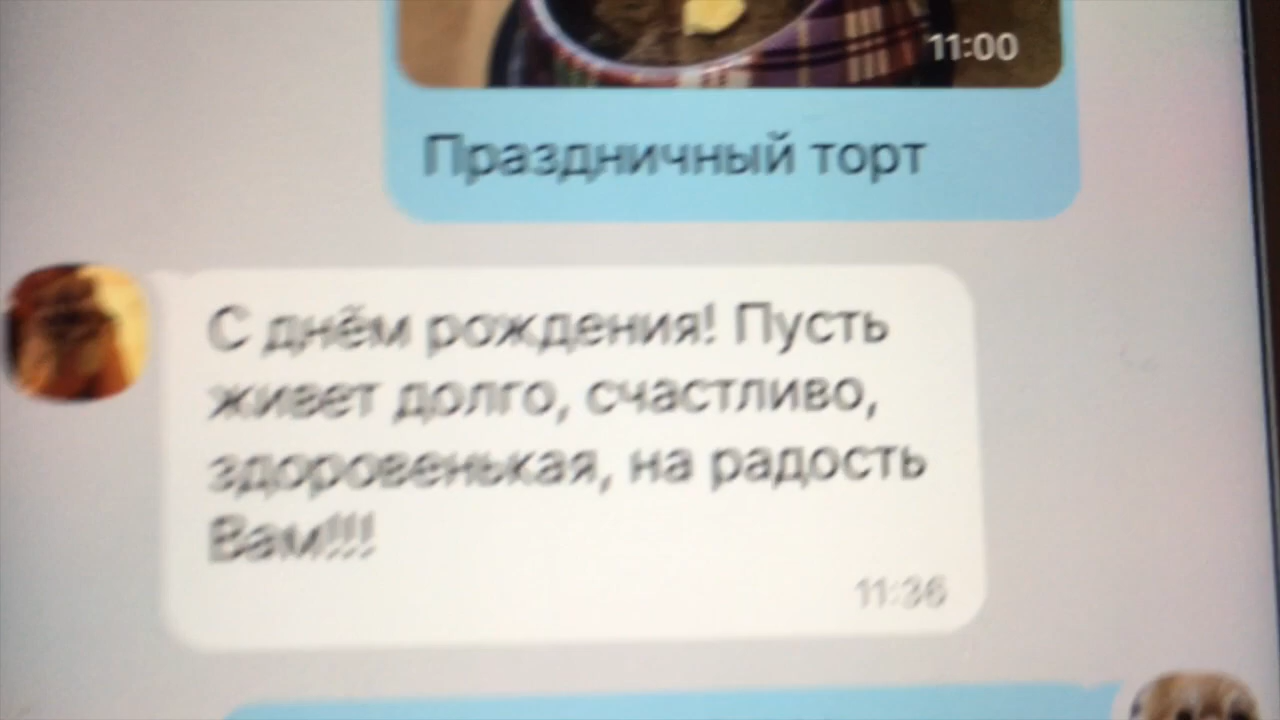 11:00
Праздничный торт
С днём рождения! Пусть
живет долго, счастливо,
здоровенькая, на радость
Вам!!!
11:36